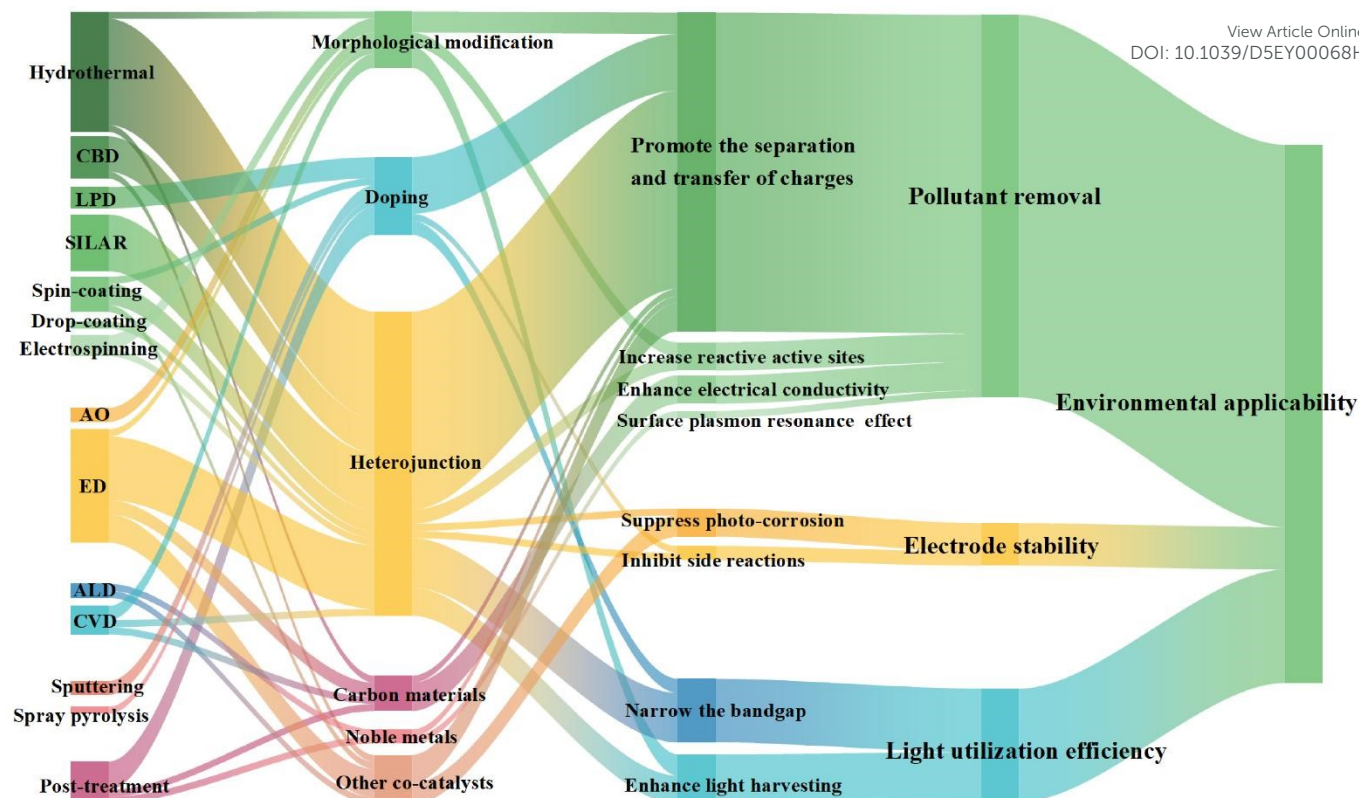 View Article Online
DOI: 10.1039/D5EY00068H
Hydrothermal
CBD
LPD
SILAR
Spin-coating
Drop-coating
Electrospinning
AO
ED
ALD
CVD
Sputtering
Spray pyrolysis
Post-treatment
Morphological modification
Doping
Heterojunction
Carbon materials
Noble metals
Other co-catalysts
Promote the separation
and transfer of charges
Increase reactive active sites
Enhance electrical conductivity
Surface plasmon resonance effect
Suppress photo-corrosion
Inhibit side reactions
Narrow the bandgap
Enhance light harvesting
Pollutant removal
Electrode stability
Light utilization efficiency
Environmental applicability